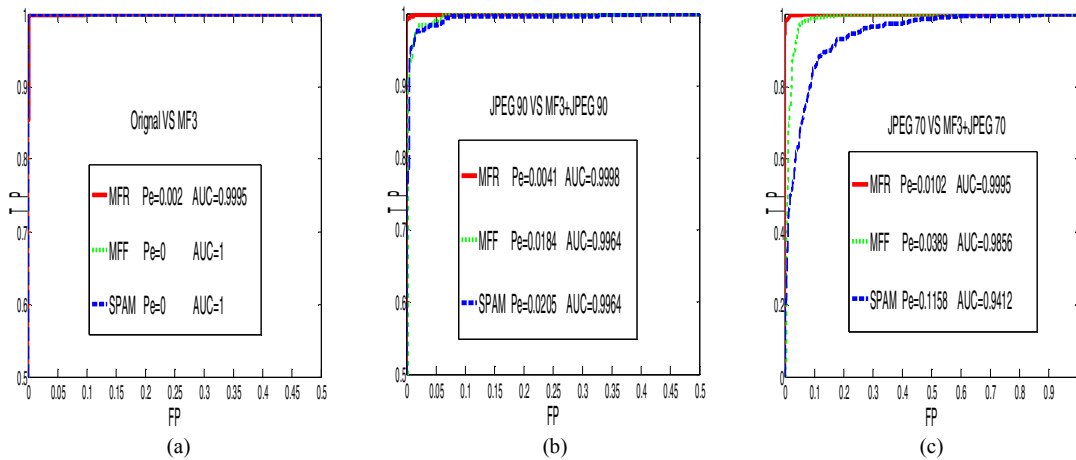 1
0.9
0.8
0.7
0.6
0.5
TP
Orignal VS MF3
MFR Pe=0.002 AUC=0.9995
MFF Pe=0 AUC=1
SPAM Pe=0 AUC=1
0 0.05 0.1 0.15 0.2 0.25 0.3 0.35 0.4 0.45 0.5
FP
(a)
1
0.9
0.8
0.7
0.6
0.5
TP
JPEG 90 VS MF3+JPEG 90
MFR Pe=0.0041 AUC=0.9998
MFF Pe=0.0184 AUC=0.9964
SPAM Pe=0.0205 AUC=0.9964
0 0.05 0.1 0.15 0.2 0.25 0.3 0.35 0.4 0.45 0.5
FP
(b)
1
0.8
0.6
0.4
0.2
0
TP
JPEG 70 VS MF3+JPEG 70
MFR Pe=0.0102 AUC=0.9995
MFF Pe=0.0389 AUC=0.9856
SPAM Pe=0.1158 AUC=0.9412
0 0.1 0.2 0.3 0.4 0.5 0.6 0.7 0.8 0.9
FP
(c)